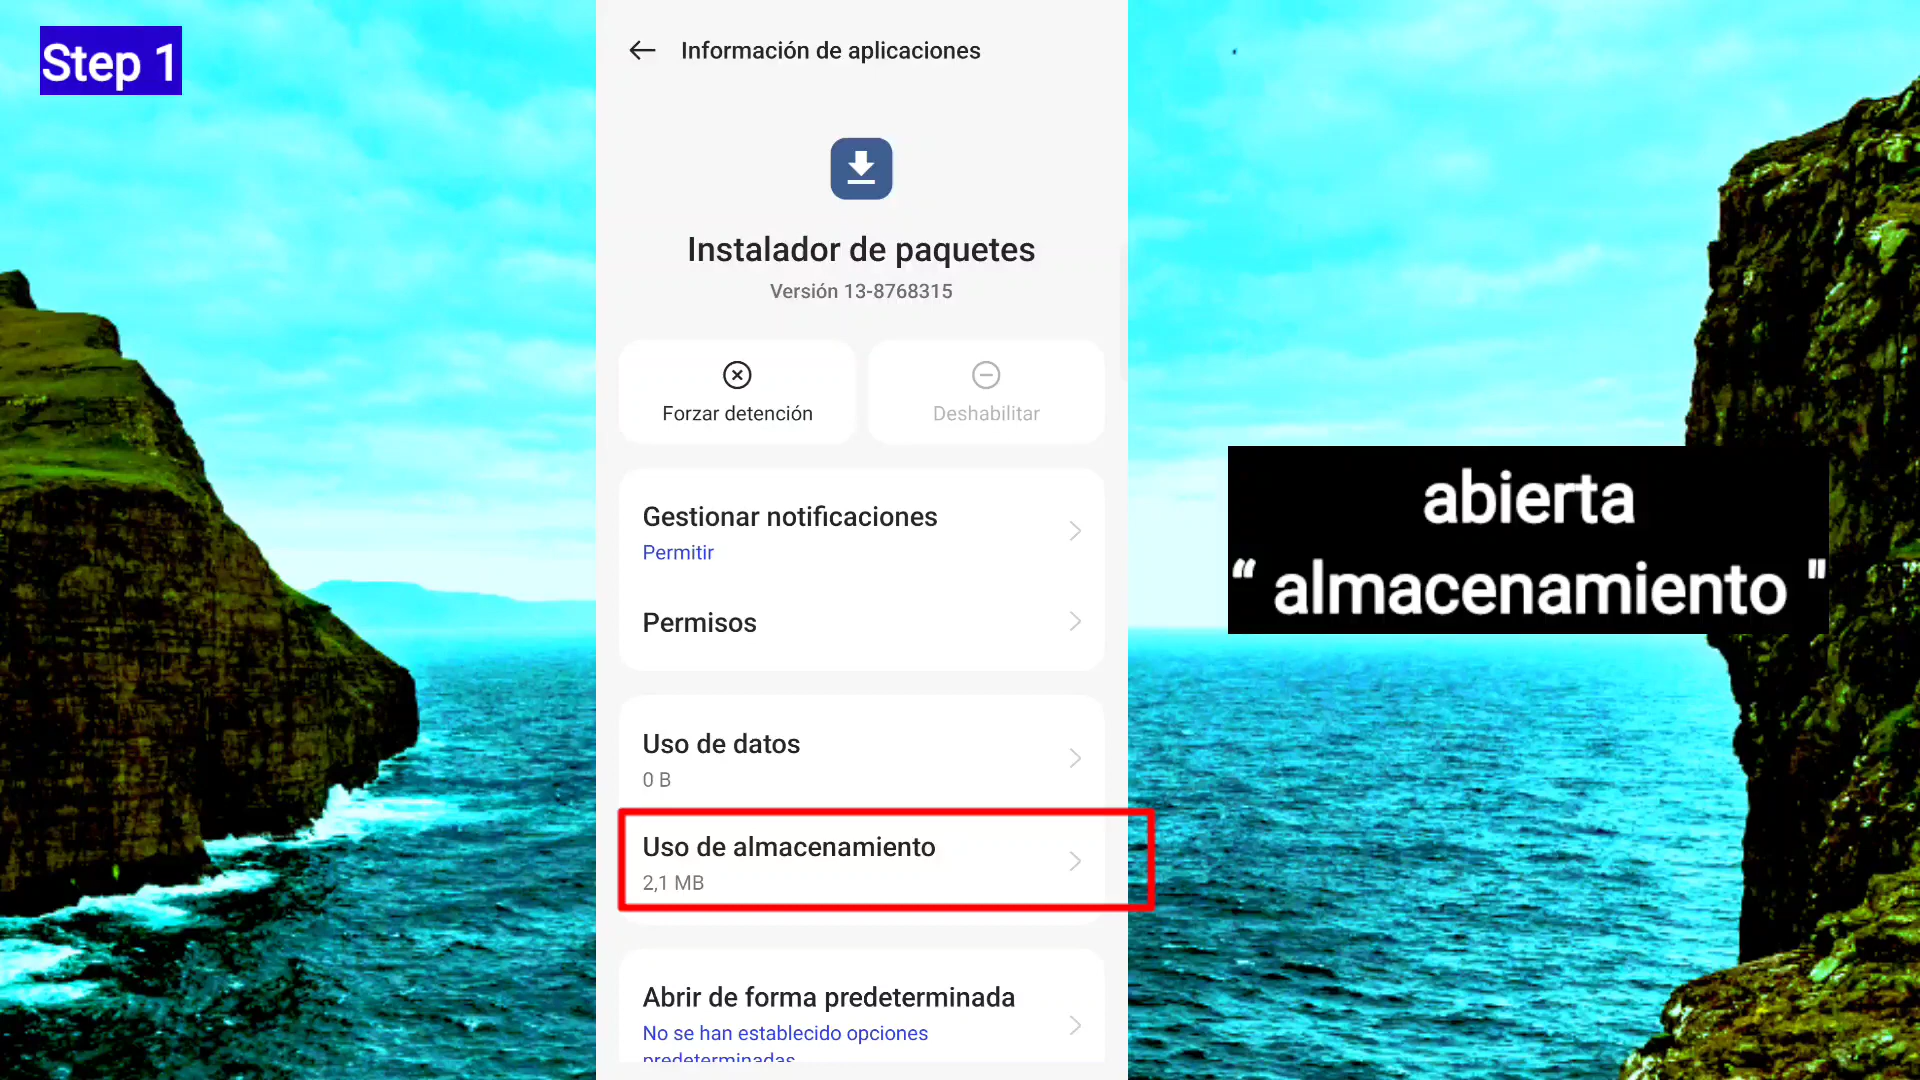 Step 1
Información de aplicaciones
Instalador de paquetes
Versión 13-8768315
Forzar detención
Deshabilitar
Gestionar notificaciones
Permitir
Permisos
Uso de datos
0 B
Uso de almacenamiento
2,1 MB
Abrir de forma predeterminada
No se han establecido opciones
predeterminadas
abierta
“ almacenamiento "